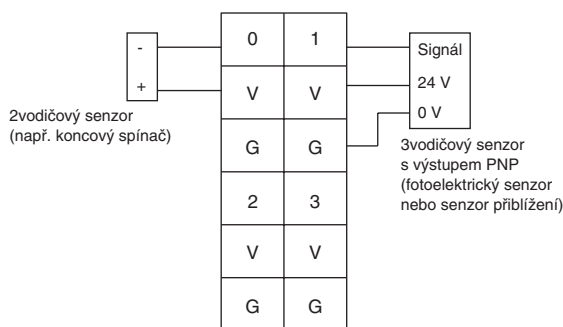 -
+
2vodičový senzor
(např. koncový spínač)
0 1
V V
G G
2 3
V V
G G
Signál
24 V
0 V
3vodičový senzor
s výstupem PNP
(fotoelektrický senzor
nebo senzor přiblížení)